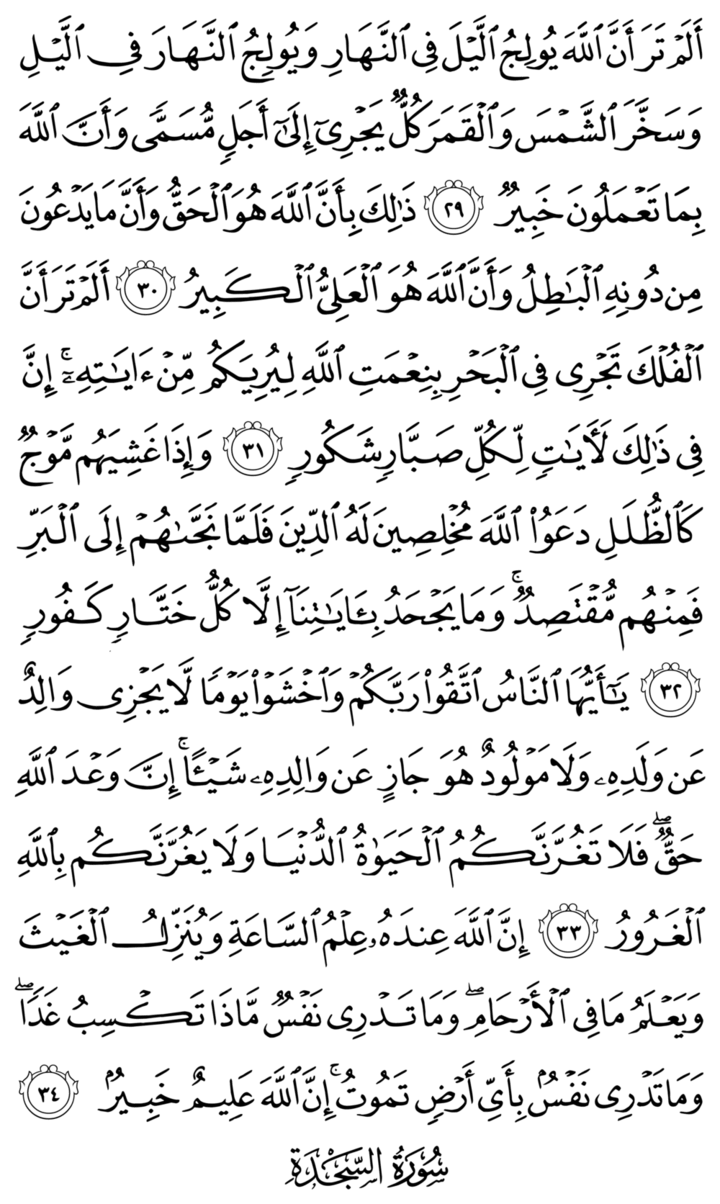 أَلَمۡ تَرَ أَنَّ ٱللَّهَ يُولِجُ ٱلَّيۡلَ فِي ٱلنَّهَارِ وَيُولِجُ ٱلنَّهَارَ فِي ٱلَّيۡلِ
وَسَخَّرَ ٱلشَّمۡسَ وَٱلۡقَمَرَ كُلّٞ يَجۡرِيٓ إِلَىٰٓ أَجَلٖ مُّسَمّٗى وَأَنَّ ٱللَّهَ
بِمَا تَعۡمَلُونَ خَبِيرٞ ٢٩ ذَٰلِكَ بِأَنَّ ٱللَّهَ هُوَ ٱلۡحَقُّ وَأَنَّ مَا يَدۡعُونَ
مِن دُونِهِ ٱلۡبَٰطِلُ وَأَنَّ ٱللَّهَ هُوَ ٱلۡعَلِيُّ ٱلۡكَبِيرُ ٣٠ أَلَمۡ تَرَ أَنَّ
ٱلۡفُلۡكَ تَجۡرِي فِي ٱلۡبَحۡرِ بِنِعۡمَتِ ٱللَّهِ لِيُرِيَكُم مِّنۡ ءَايَٰتِهِۦٓۚ إِنَّ
فِي ذَٰلِكَ لَأٓيَٰتٖ لِّكُلِّ صَبَّارٖ شَكُورٖ ٣١ وَإِذَا غَشِيَهُم مَّوۡجٞ
كَٱلظُّلَلِ دَعَوُاْ ٱللَّهَ مُخۡلِصِينَ لَهُ ٱلدِّينَ فَلَمَّا نَجَّىٰهُمۡ إِلَى ٱلۡبَرِّ
فَمِنۡهُم مُّقۡتَصِدٞۚ وَمَا يَجۡحَدُ بِـَٔايَٰتِنَآ إِلَّا كُلُّ خَتَّارٖ كَفُورٖ
٣٢ يَٰٓأَيُّهَا ٱلنَّاسُ ٱتَّقُواْ رَبَّكُمۡ وَٱخۡشَوۡاْ يَوۡمٗا لَّا يَجۡزِي وَالِدٌ
عَن وَلَدِهِۦ وَلَا مَوۡلُودٌ هُوَ جَازٍ عَن وَالِدِهِۦ شَيۡـًٔاۚ إِنَّ وَعۡدَ ٱللَّهِ
حَقّٞۖ فَلَا تَغُرَّنَّكُمُ ٱلۡحَيَوٰةُ ٱلدُّنۡيَا وَلَا يَغُرَّنَّكُم بِٱللَّهِ
ٱلۡغَرُورُ ٣٣ إِنَّ ٱللَّهَ عِندَهُۥ عِلۡمُ ٱلسَّاعَةِ وَيُنَزِّلُ ٱلۡغَيۡثَ
وَيَعۡلَمُ مَا فِي ٱلۡأَرۡحَامِۖ وَمَا تَدۡرِي نَفۡسٞ مَّاذَا تَكۡسِبُ غَدٗاۖ
وَمَا تَدۡرِي نَفۡسُۢ بِأَيِّ أَرۡضٖ تَمُوتُۚ إِنَّ ٱللَّهَ عَلِيمٌ خَبِيرُۢ ٣٤
سُورَةُ السَّجۡدَةِ